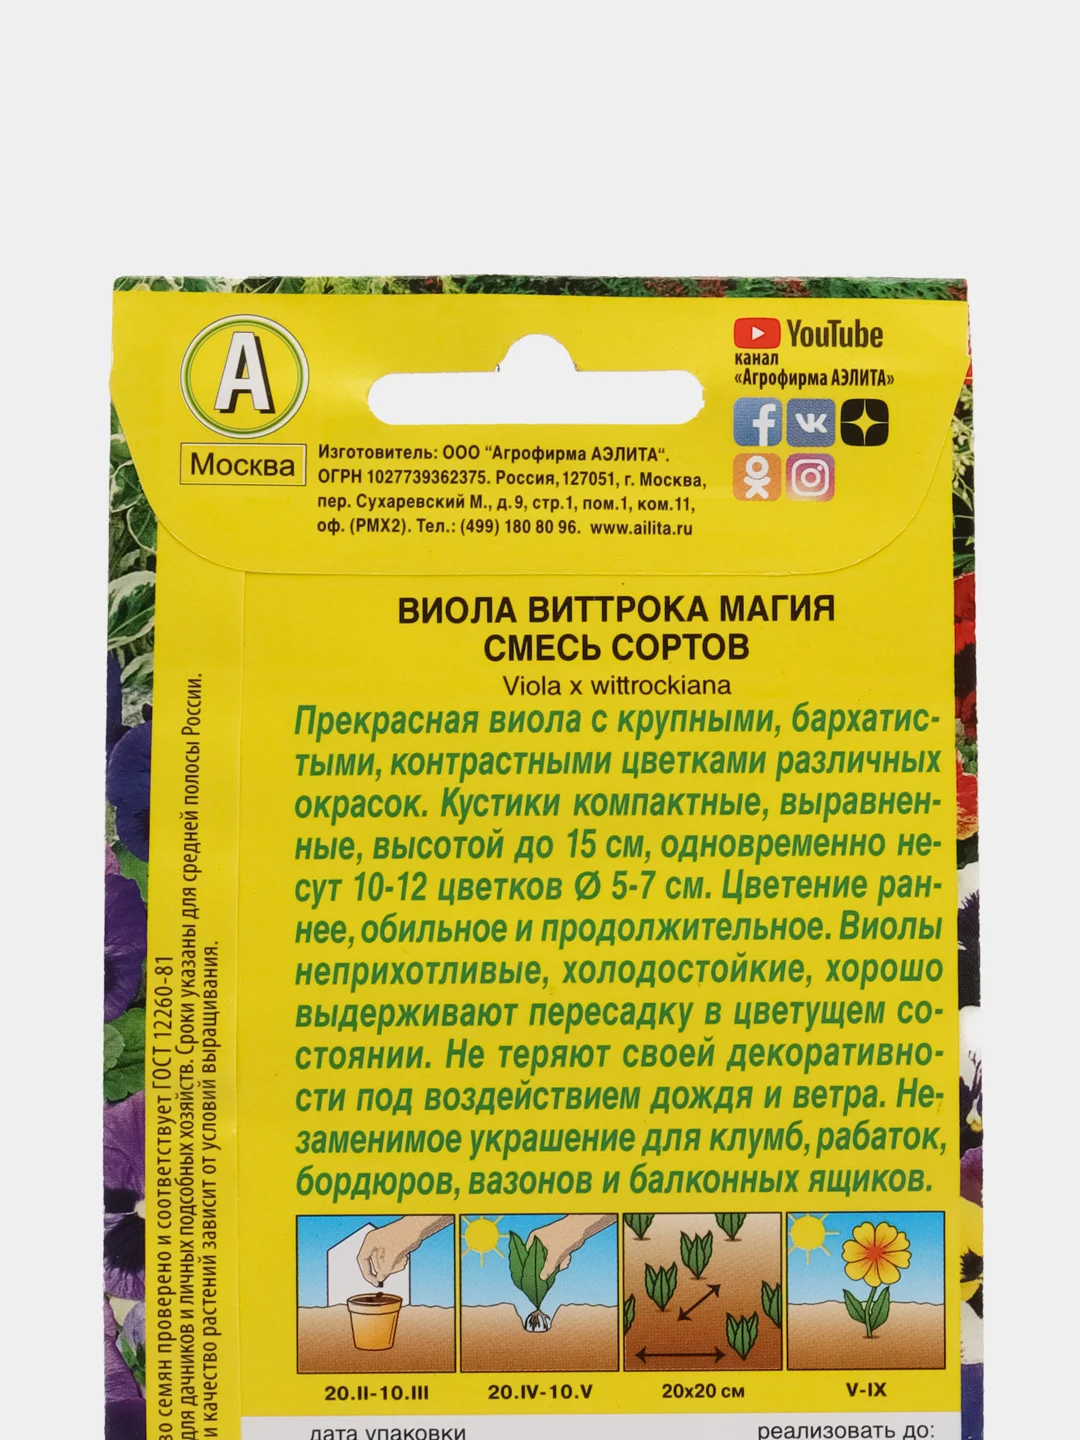 А
Москва
Изготовитель: ООО “Агрофирма АЭЛИТА“.
ОГРН 1027739362375. Россия, 127051, г. Москва,
пер. Сухаревский М., д.9, стр.1, пом.1, ком.11,
оф. (РМХ2). Тел.: (499) 180 80 96. www.ailita.ru
YouTube
канал
«Агрофирма АЭЛИТА»
ВИОЛА ВИТТРОКА МАГИЯ
СМЕСЬ СОРТОВ
Viola x wittrockiana
Прекрасная виола с крупными, бархатис-
тыми, контрастными цветками различных
окрасок. Кустики компактные, выравнен-
ные, высотой до 15 см, одновременно не-
сут 10-12 цветков Ø 5-7 см. Цветение ран-
нее, обильное и продолжительное. Виолы
неприхотливые, холодостойкие, хорошо
выдерживают пересадку в цветущем со-
стоянии. Не теряют своей декоративно-
сти под воздействием дождя и ветра. Не-
заменимое украшение для клумб, рабаток,
бордюров, вазонов и балконных ящиков.
20.II-10.III
20.IV-10.V
20x20 см
V-IX
дата упаковки
реализовать до:
семян проверено и соответствует ГОСТ 12260-81
для дачников и личных подсобных хозяйств. Сроки указаны для средней полосы России.
и качество растений зависит от условий выращивания.